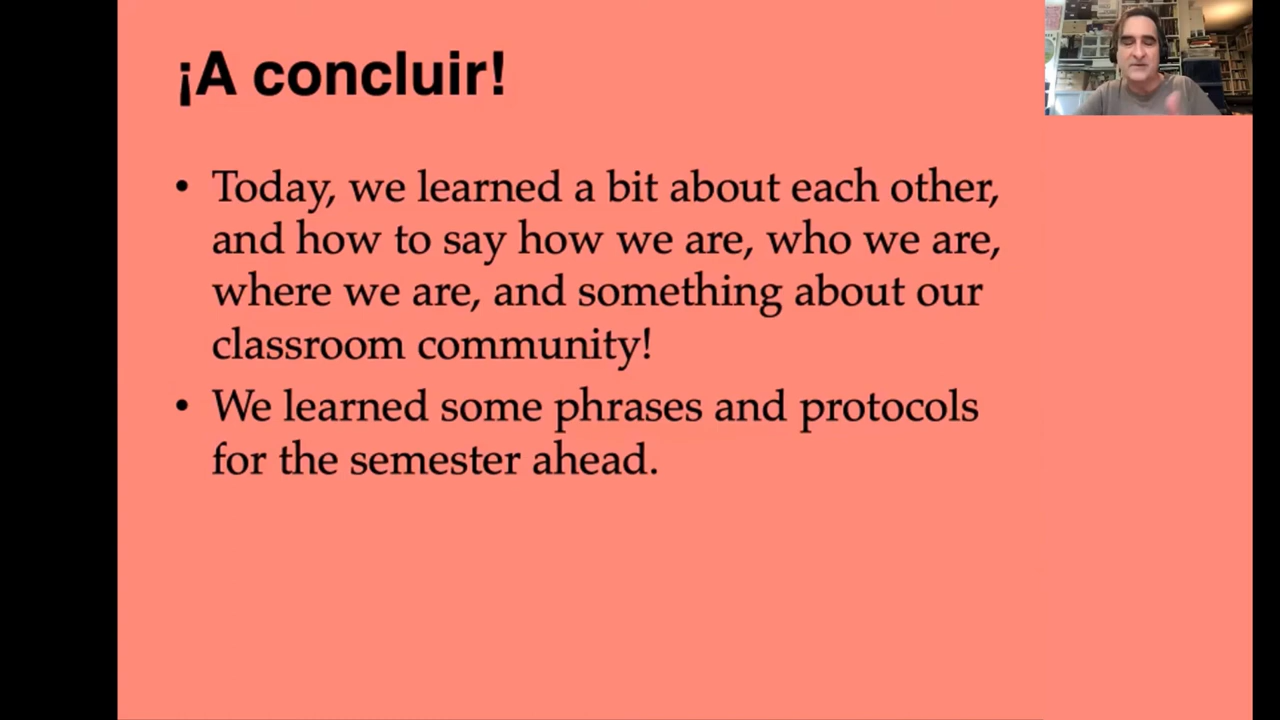 ¡A concluir!
• Today, we learned a bit about each other,
and how to say how we are, who we are,
where we are, and something about our
classroom community!
• We learned some phrases and protocols
for the semester ahead.